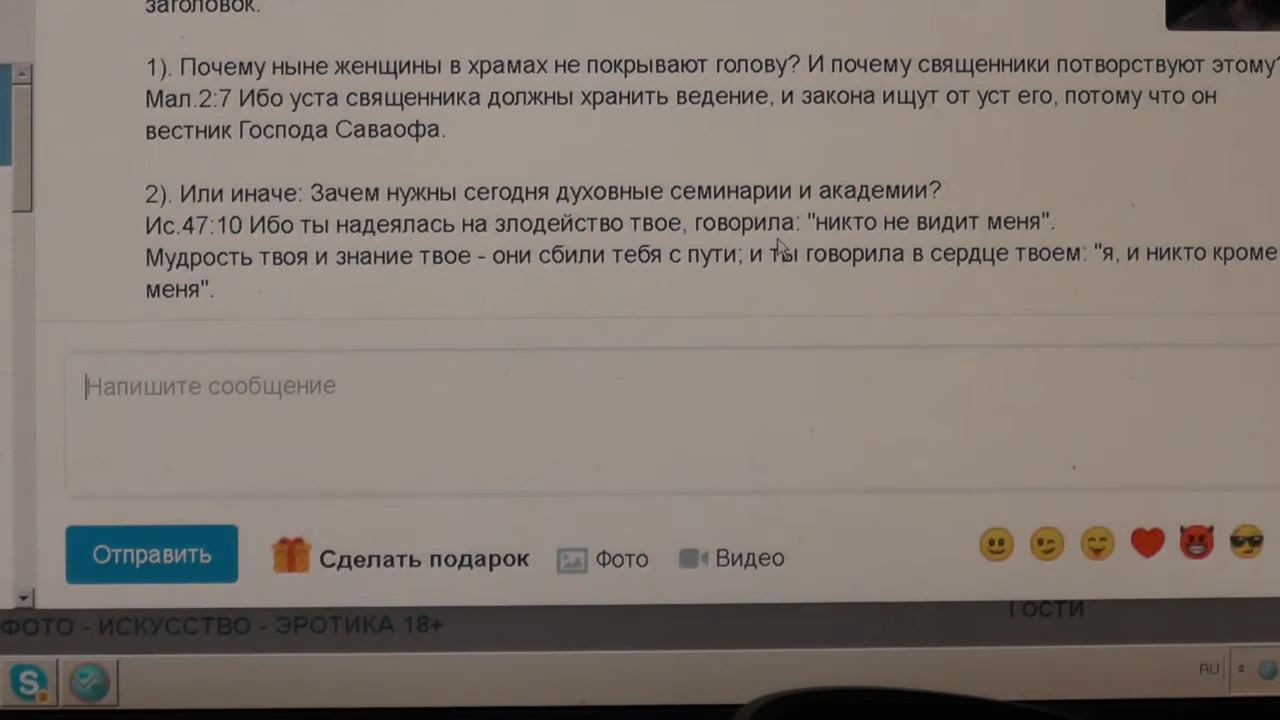 заголовок.
1). Почему ныне женщины в храмах не покрывают голову? И почему священники потворствуют этому?
Мал.2:7 Ибо уста священника должны хранить ведение, и закона ищут от уст его, потому что он
вестник Господа Саваофа.
2). Или иначе: Зачем нужны сегодня духовные семинарии и академии?
Ис.47:10 Ибо ты надеялась на злодейство твое, говорила: "никто не видит меня".
Мудрость твоя и знание твое - они сбили тебя с пути; и ты говорила в сердце твоем: "я, и никто кроме
меня".
Напишите сообщение
Отправить Сделать подарок Фото Видео
Гости
ФОТО - ИСКУССТВО - ЭРОТИКА 18+
S 2 RU